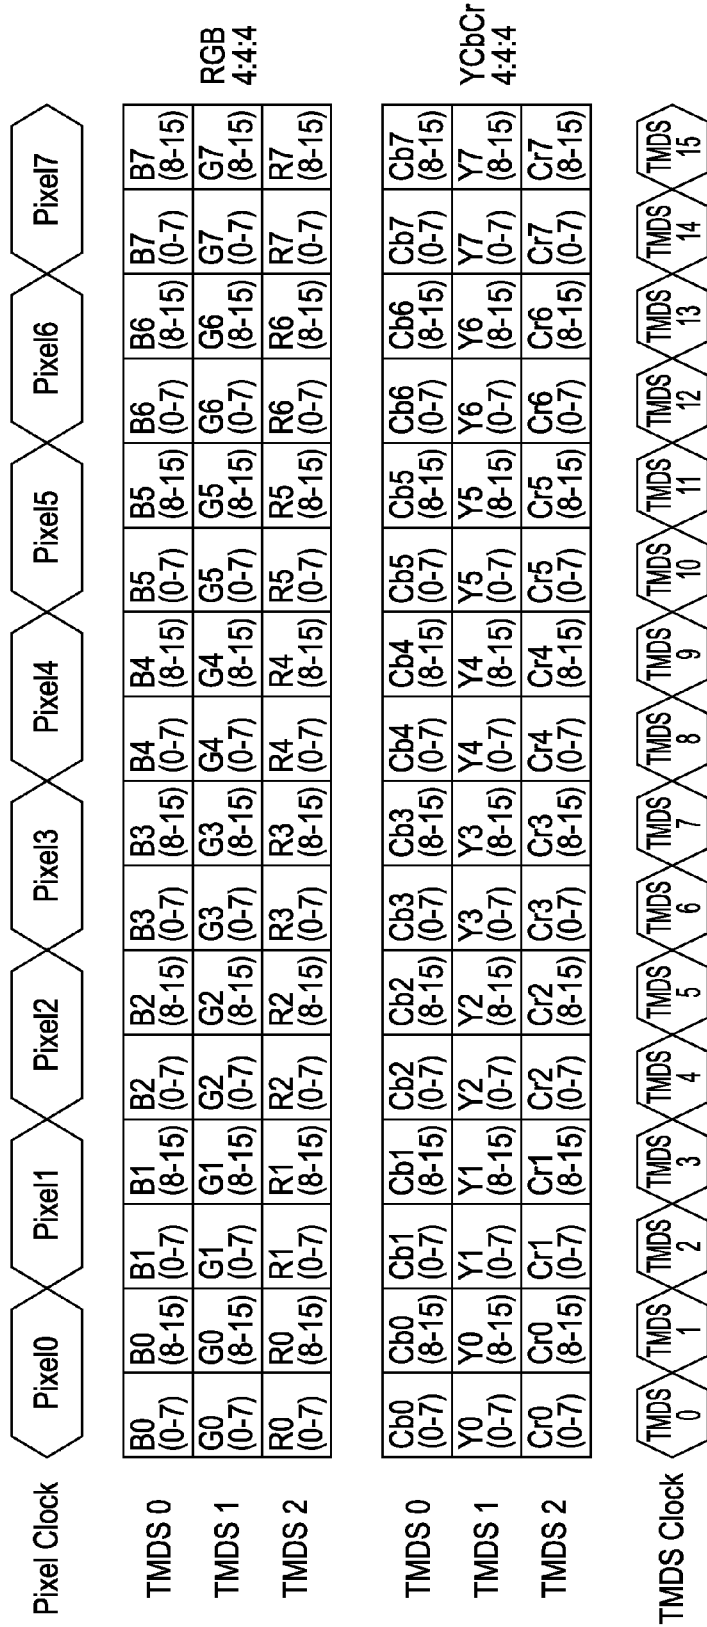 Pixel Clock Pixel0 Pixel1 Pixel2 Pixel3 Pixel4 Pixel5 Pixel6 Pixel7
TMDS 0
B0 B0 B1 B1 B2 B2 B3 B3 B4 B4 B5 B5 B6 B6 B7 B7
(0-7) (8-15) (0-7) (8-15) (0-7) (8-15) (0-7) (8-15) (0-7) (8-15) (0-7) (8-15) (0-7) (8-15) (0-7) (8-15)
TMDS 1
G0 G0 G1 G1 G2 G2 G3 G3 G4 G4 G5 G5 G6 G6 G7 G7
(0-7) (8-15) (0-7) (8-15) (0-7) (8-15) (0-7) (8-15) (0-7) (8-15) (0-7) (8-15) (0-7) (8-15) (0-7) (8-15)
RGB
4:4:4
TMDS 2
R0 R0 R1 R1 R2 R2 R3 R3 R4 R4 R5 R5 R6 R6 R7 R7
(0-7) (8-15) (0-7) (8-15) (0-7) (8-15) (0-7) (8-15) (0-7) (8-15) (0-7) (8-15) (0-7) (8-15) (0-7) (8-15)
TMDS 0
Cb0 Cb0 Cb1 Cb1 Cb2 Cb2 Cb3 Cb3 Cb4 Cb4 Cb5 Cb5 Cb6 Cb6 Cb7 Cb7
(0-7) (8-15) (0-7) (8-15) (0-7) (8-15) (0-7) (8-15) (0-7) (8-15) (0-7) (8-15) (0-7) (8-15) (0-7) (8-15)
TMDS 1
Y0 Y0 Y1 Y1 Y2 Y2 Y3 Y3 Y4 Y4 Y5 Y5 Y6 Y6 Y7 Y7
(0-7) (8-15) (0-7) (8-15) (0-7) (8-15) (0-7) (8-15) (0-7) (8-15) (0-7) (8-15) (0-7) (8-15) (0-7) (8-15)
YCbCr
4:4:4
TMDS 2
Cr0 Cr0 Cr1 Cr1 Cr2 Cr2 Cr3 Cr3 Cr4 Cr4 Cr5 Cr5 Cr6 Cr6 Cr7 Cr7
(0-7) (8-15) (0-7) (8-15) (0-7) (8-15) (0-7) (8-15) (0-7) (8-15) (0-7) (8-15) (0-7) (8-15) (0-7) (8-15)
TMDS Clock
TMDS TMDS TMDS TMDS TMDS TMDS TMDS TMDS TMDS TMDS TMDS TMDS TMDS TMDS TMDS TMDS
0 1 2 3 4 5 6 7 8 9 10 11 12 13 14 15